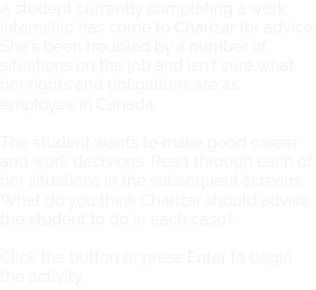 A student currently completing a work
internship has come to Charizar for advice.
She's been troubled by a number of
situations on the job and isn't sure what
her rights and obligations are as
employee in Canada.
The student wants to make good career
and work decisions. Read through each of
her situations in the subsequent screens.
What do you think Charizar should advise
the student to do in each case?
Click the button or press Enter to begin
the activity.